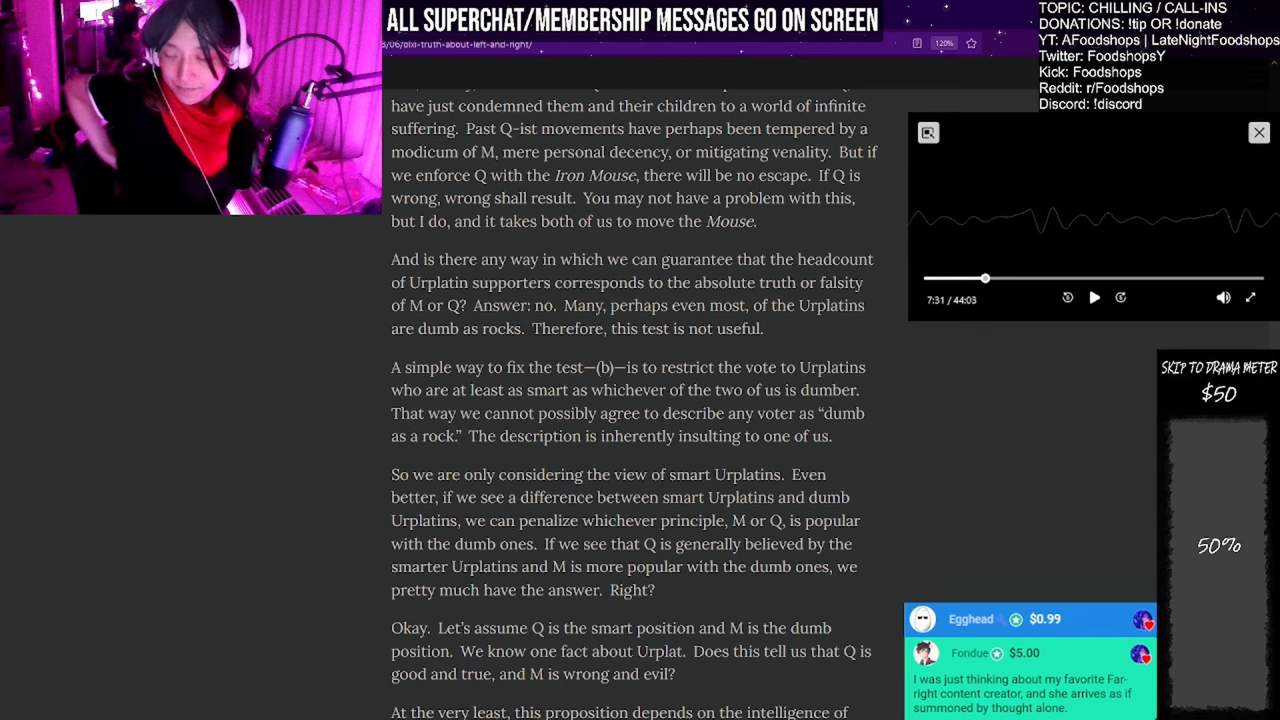 ALL SUPERCHAT/MEMBERSHIP MESSAGES GO ON SCREEN
TOPIC: CHILLING / CALL-INS
DONATIONS: !tip OR !donate
YT: AFoodshops | LateNightFoodshops
Twitter: FoodshopsY
Kick: Foodshops
Reddit: r/Foodshops
Discord: !discord
/06/olxi-truth-about-left-and-right/
120%
have just condemned them and their children to a world of infinite
suffering. Past Q-ist movements have perhaps been tempered by a
modicum of M, mere personal decency, or mitigating venality. But if
we enforce Q with the Iron Mouse, there will be no escape. If Q is
wrong, wrong shall result. You may not have a problem with this,
but I do, and it takes both of us to move the Mouse.
And is there any way in which we can guarantee that the headcount
of Urplatin supporters corresponds to the absolute truth or falsity
of M or Q? Answer: no. Many, perhaps even most, of the Urplatins
are dumb as rocks. Therefore, this test is not useful.
A simple way to fix the test—(b)—is to restrict the vote to Urplatins
who are at least as smart as whichever of the two of us is dumber.
That way we cannot possibly agree to describe any voter as “dumb
as a rock.” The description is inherently insulting to one of us.
So we are only considering the view of smart Urplatins. Even
better, if we see a difference between smart Urplatins and dumb
Urplatins, we can penalize whichever principle, M or Q, is popular
with the dumb ones. If we see that Q is generally believed by the
smarter Urplatins and M is more popular with the dumb ones, we
pretty much have the answer. Right?
Okay. Let’s assume Q is the smart position and M is the dumb
position. We know one fact about Urplat. Does this tell us that Q is
good and true, and M is wrong and evil?
At the very least, this proposition depends on the intelligence of
7:31 / 44:03
SKIP TO DRAMA METER
$50
50%
Egghead $0.99
Fondue $5.00
I was just thinking about my favorite Far-
right content creator, and she arrives as if
summoned by thought alone.